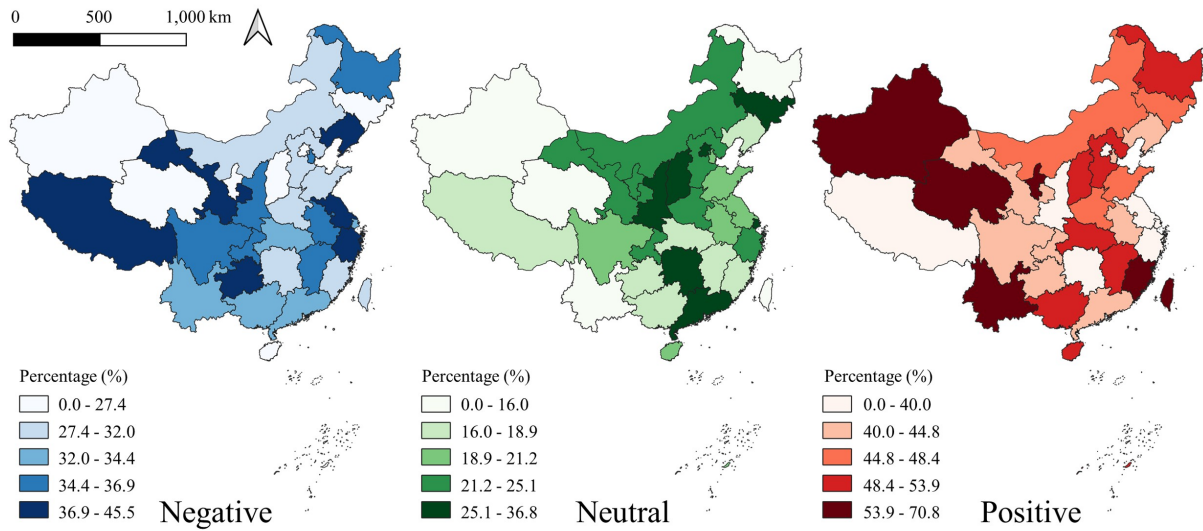 0 500 1,000 km
Percentage (%)
0.0 - 27.4
27.4 - 32.0
32.0 - 34.4
34.4 - 36.9
36.9 - 45.5
Negative
Percentage (%)
0.0 - 16.0
16.0 - 18.9
18.9 - 21.2
21.2 - 25.1
25.1 - 36.8
Neutral
Percentage (%)
0.0 - 40.0
40.0 - 44.8
44.8 - 48.4
48.4 - 53.9
53.9 - 70.8
Positive